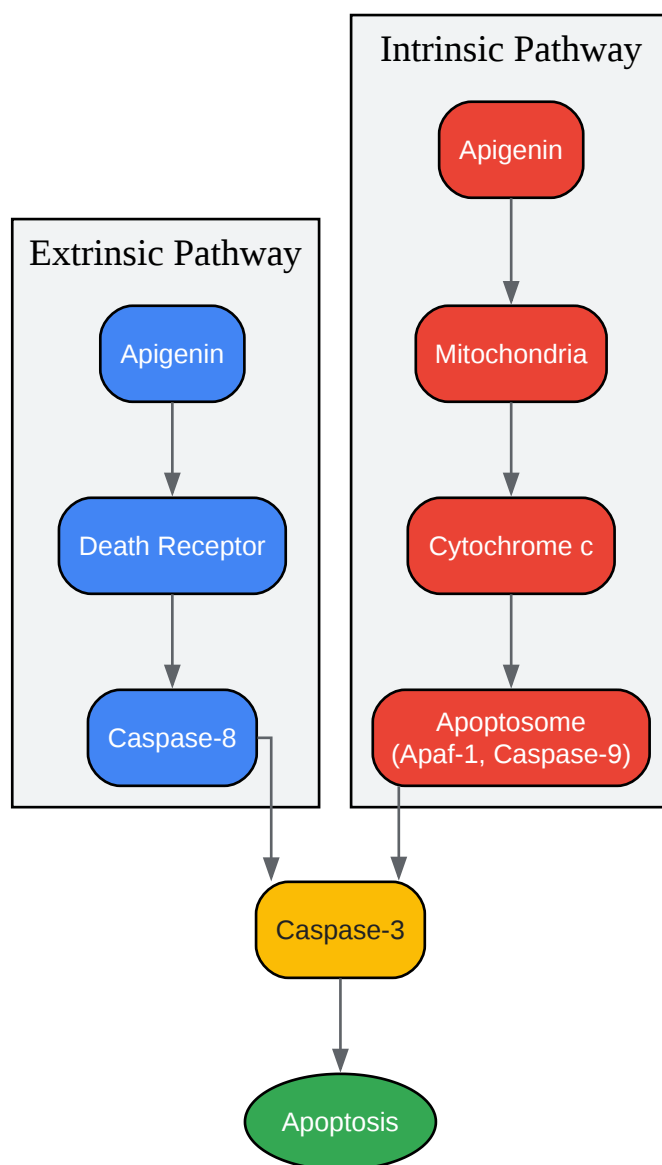 Extrinsic Pathway
Apigenin
Death Receptor
Caspase-8
Intrinsic Pathway
Apigenin
Mitochondria
Cytochrome c
Apoptosome
(Apaf-1, Caspase-9)
Caspase-3
Apoptosis